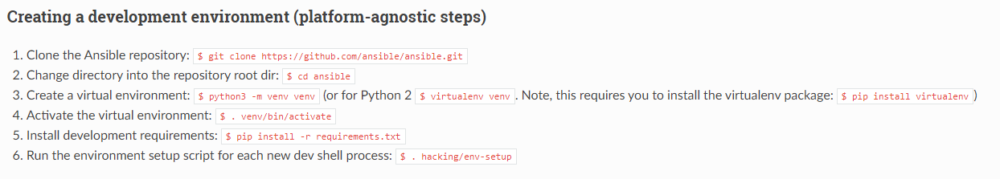 Creating a development environment (platform-agnostic steps)
1. Clone the Ansible repository: $ git clone https://github.com/ansible/ansible.git
2. Change directory into the repository root dir: $ cd ansible
3. Create a virtual environment: $ python3 -m venv venv (or for Python 2 $ virtualenv venv . Note, this requires you to install the virtualenv package: $ pip install virtualenv )
4. Activate the virtual environment: $ . venv/bin/activate
5. Install development requirements: $ pip install -r requirements.txt
6. Run the environment setup script for each new dev shell process: $ . hacking/env-setup